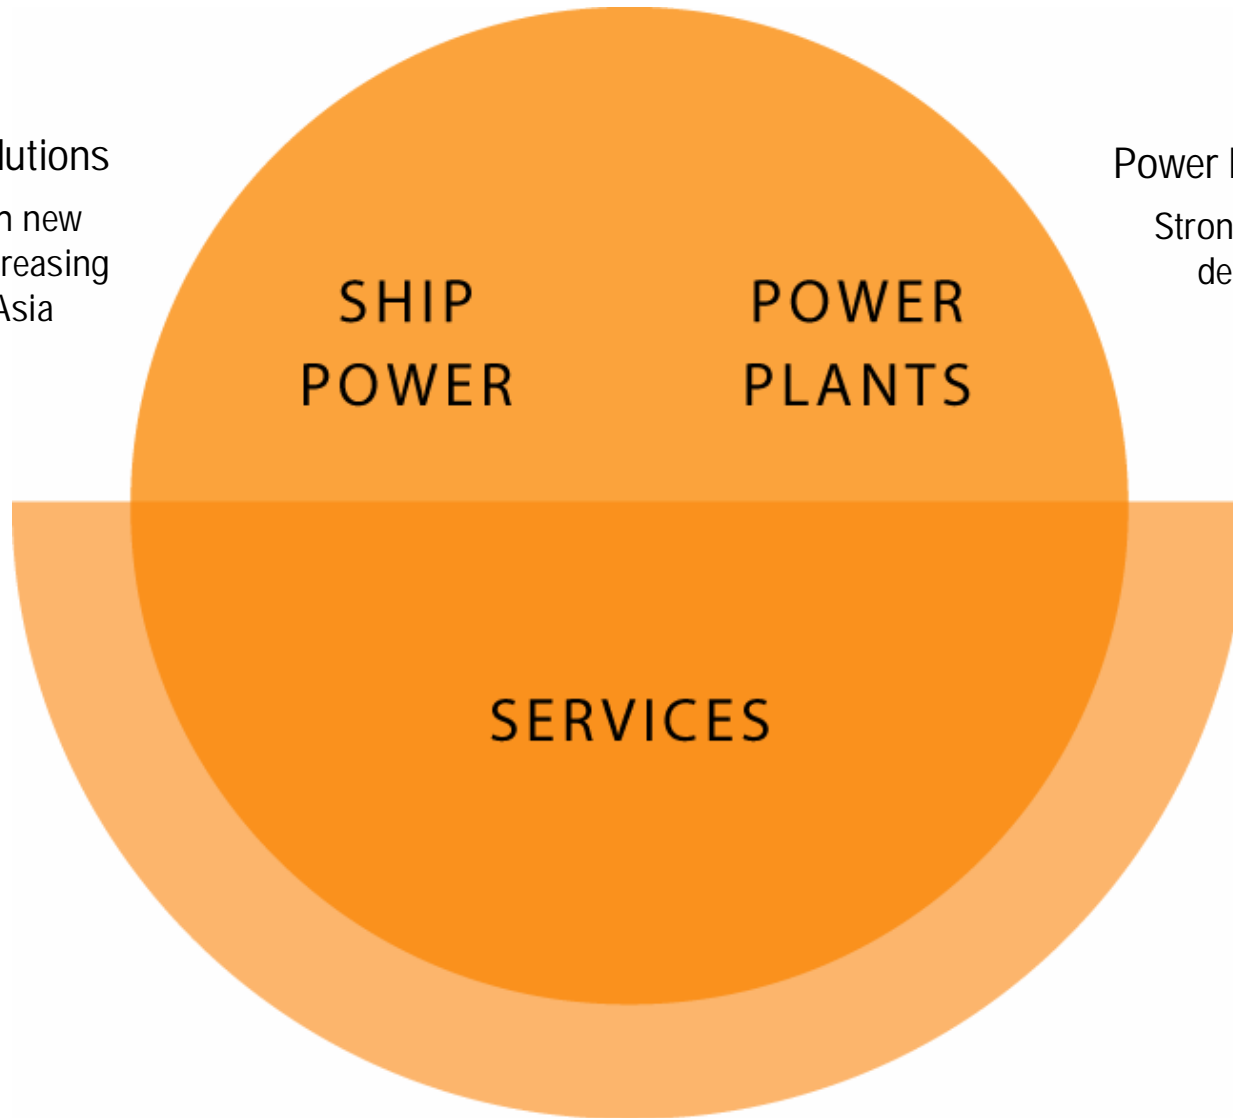 lutions
n new
reasing
Asia
Power
Stron
de
SHIP
POWER
POWER
PLANTS
SERVICES